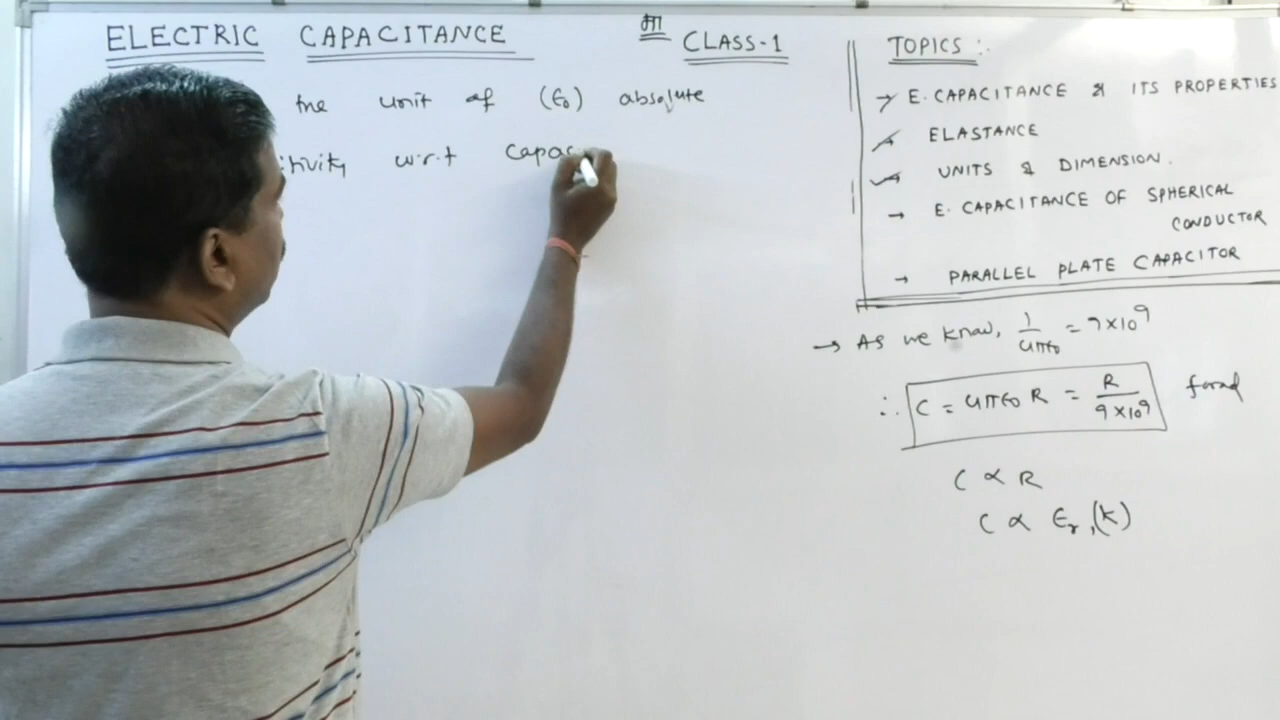 ELECTRIC CAPACITANCE
मा
CLASS-1
the unit of (ϵ₀) absolute
tivity w.r.t Capac
TOPICS :-
→ E. CAPACITANCE & ITS PROPERTIES
→ ELASTANCE
→ UNITS & DIMENSION.
→ E. CAPACITANCE OF SPHERICAL
CONDUCTOR
→ PARALLEL PLATE CAPACITOR
→ As we know, 1/4πϵ₀ = 9×10⁹
∴ C = 4πϵ₀ R = R/9×10⁹ farad
C ∝ R
C ∝ ϵᵣ, (K)